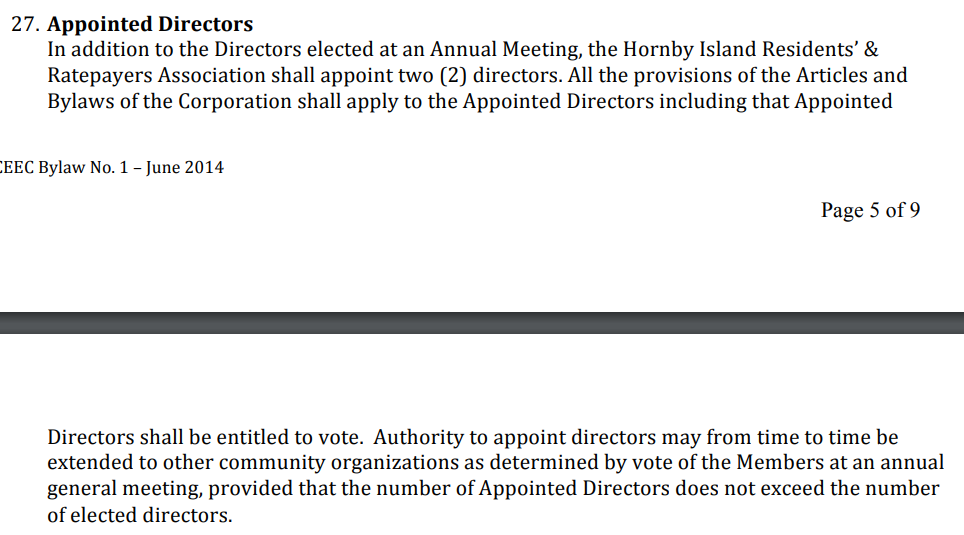 27. Appointed Directors
In addition to the Directors elected at an Annual Meeting, the Hornby Island Residents’ &
Ratepayers Association shall appoint two (2) directors. All the provisions of the Articles and
Bylaws of the Corporation shall apply to the Appointed Directors including that Appointed
CEEC Bylaw No. 1 – June 2014
Page 5 of 9
Directors shall be entitled to vote.  Authority to appoint directors may from time to time be
extended to other community organizations as determined by vote of the Members at an annual
general meeting, provided that the number of Appointed Directors does not exceed the number
of elected directors.